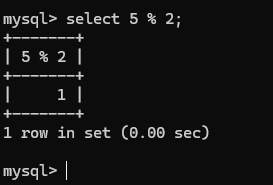 mysql> select 5 % 2;
+-------+
| 5 % 2 |
+-------+
|     1 |
+-------+
1 row in set (0.00 sec)
mysql>